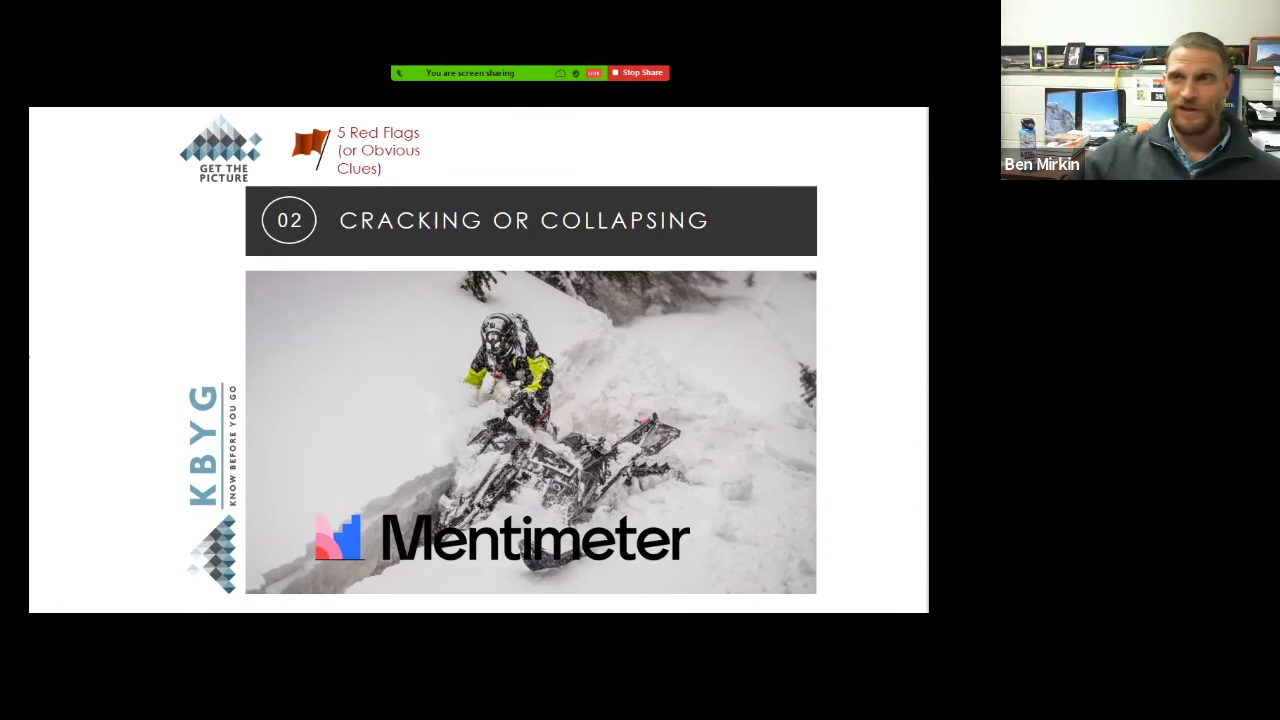 You are screen sharing
LIVE
Stop Share
GET THE
PICTURE
5 Red Flags
(or Obvious
Clues)
02
CRACKING OR COLLAPSING
KBYG
KNOW BEFORE YOU GO
Mentimeter
Ben Mirkin